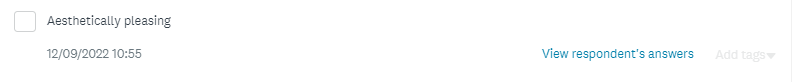 Aesthetically pleasing
12/09/2022 10:55 View respondent's answers Add tags